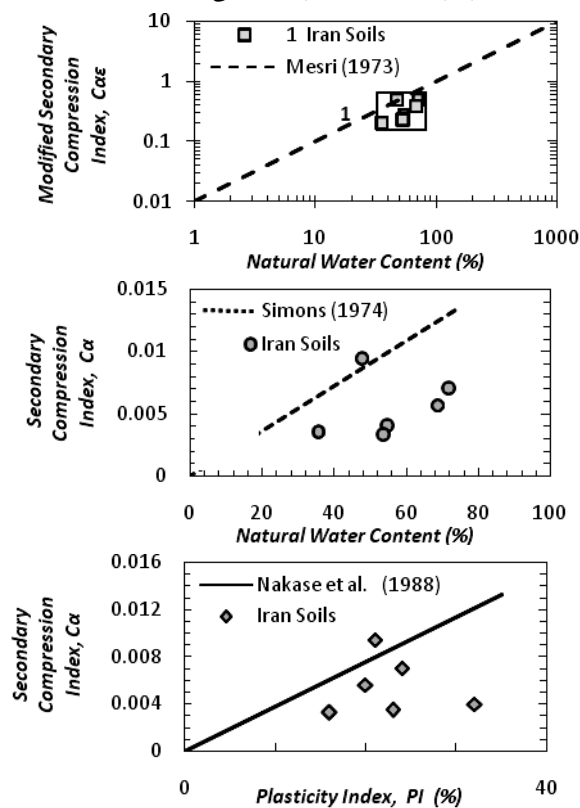 10
1
0.1
0.01
Modified Secondary
Compression
Index, Cαε
1 Iran Soils
Mesri (1973)
1
1 10 100 1000
Natural Water Content (%)
0.015
0.01
0.005
0
Secondary
Compression
Index, Cα
Simons (1974)
Iran Soils
0 20 40 60 80 100
Natural Water Content (%)
0.016
0.012
0.008
0.004
0
Secondary
Compression
Index, Cα
Nakase et al. (1988)
Iran Soils
0 40
Plasticity Index, PI (%)